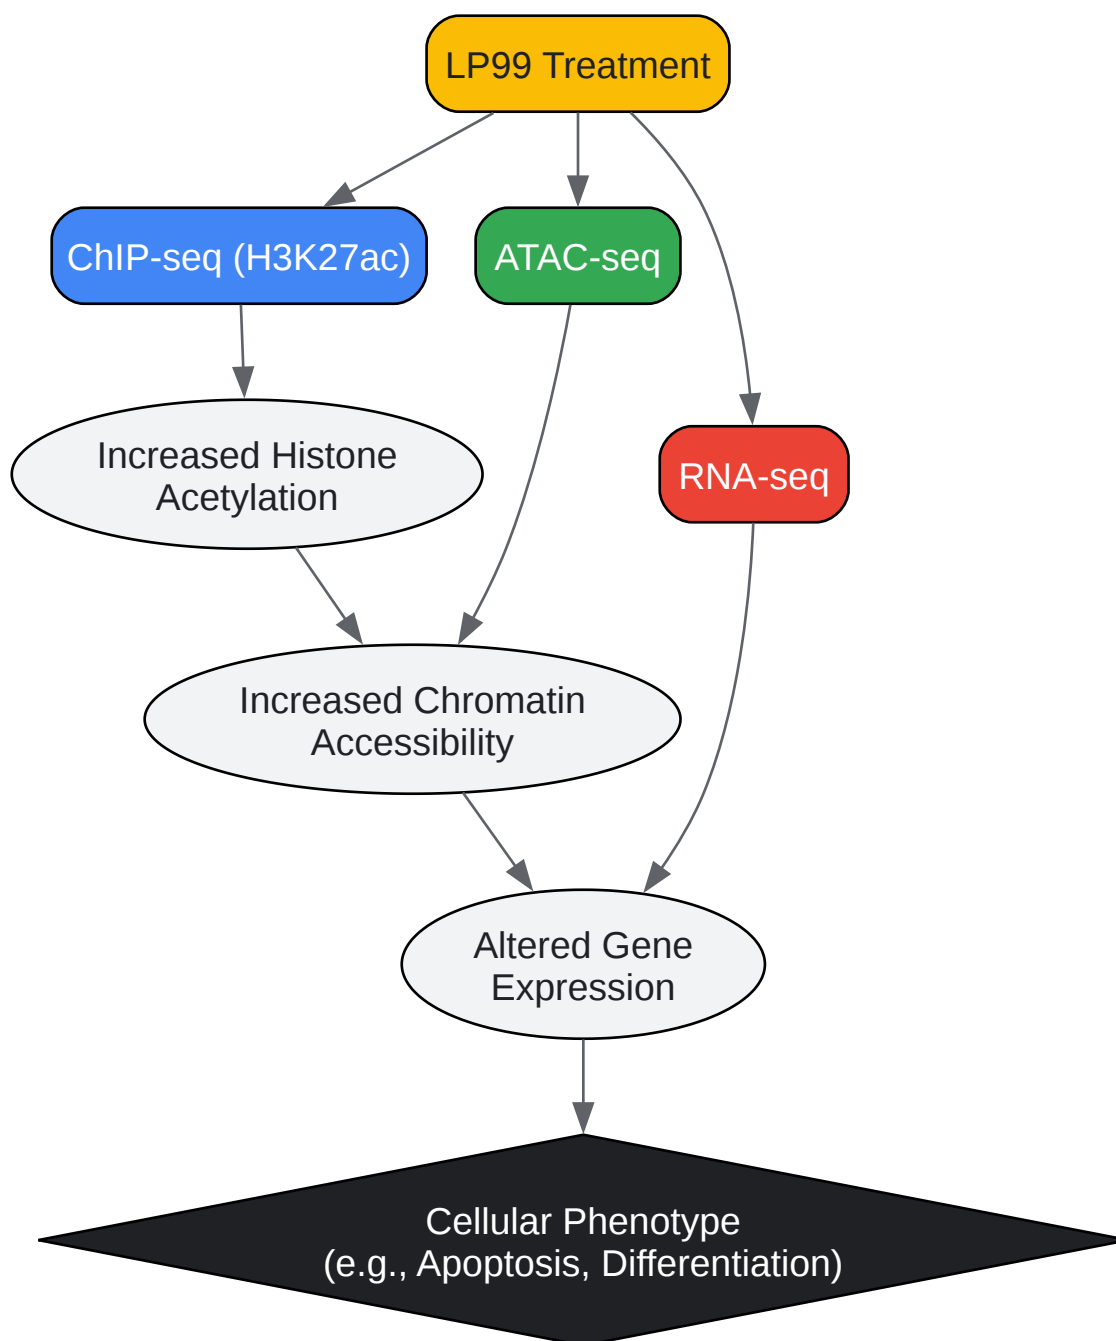 LP99 Treatment
ChIP-seq (H3K27ac)
ATAC-seq
Increased Histone
Acetylation
RNA-seq
Increased Chromatin
Accessibility
Altered Gene
Expression
Cellular Phenotype
(e.g., Apoptosis, Differentiation)